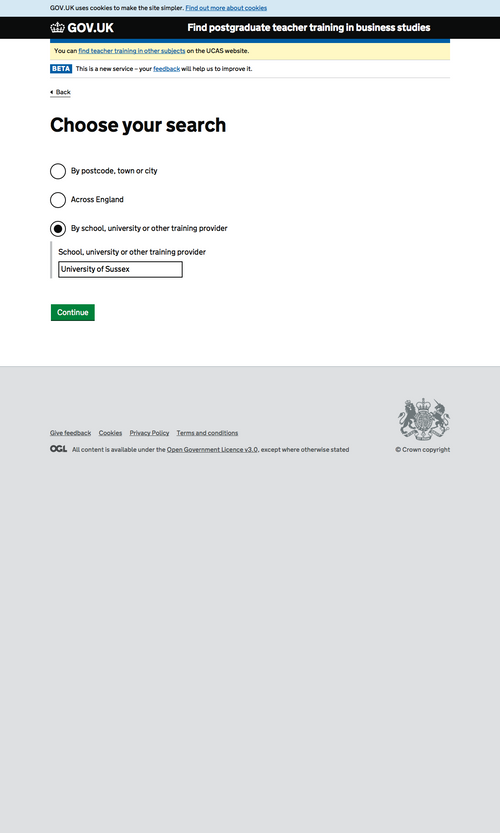 GOV.UK uses cookies to make the site simpler. Find out more about cookies
GOV.UK Find postgraduate teacher training in business studies
You can find teacher training in other subjects on the UCAS website.
BETA This is a new service – your feedback will help us to improve it.
Back
Choose your search
By postcode, town or city
Across England
By school, university or other training provider
School, university or other training provider
University of Sussex
Continue
Give feedback Cookies Privacy Policy Terms and conditions
OGL All content is available under the Open Government Licence v3.0, except where otherwise stated
© Crown copyright